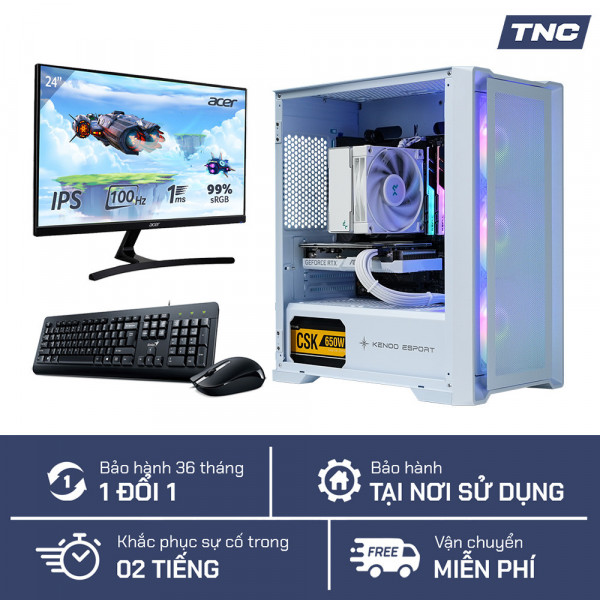 TNC
24"
acer
IPS
100Hz
1ms
99%
sRGB
acer
GEFORCE RTX
CSK 650W
KENOO ESPORT
1
Bảo hành 36 tháng
1 ĐỔI 1
Bảo hành
TẠI NƠI SỬ DỤNG
Khắc phục sự cố trong
02 TIẾNG
FREE
Vận chuyển
MIỄN PHÍ